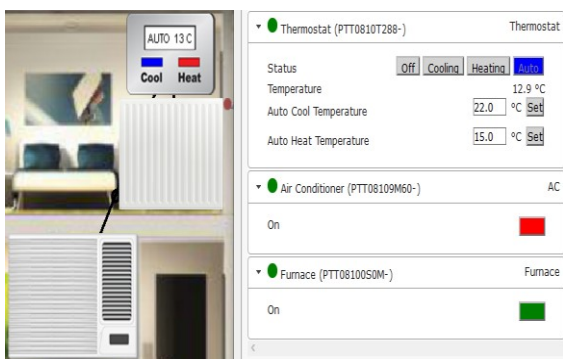 AUTO 13 C
Cool Heat
Thermostat (PTT0810T288-) Thermostat
Status Off Cooling Heating Auto
Temperature 12.9 °C
Auto Cool Temperature 22.0 °C Set
Auto Heat Temperature 15.0 °C Set
Air Conditioner (PTT08109M60-) AC
On
Furnace (PTT08100S0M-) Furnace
On